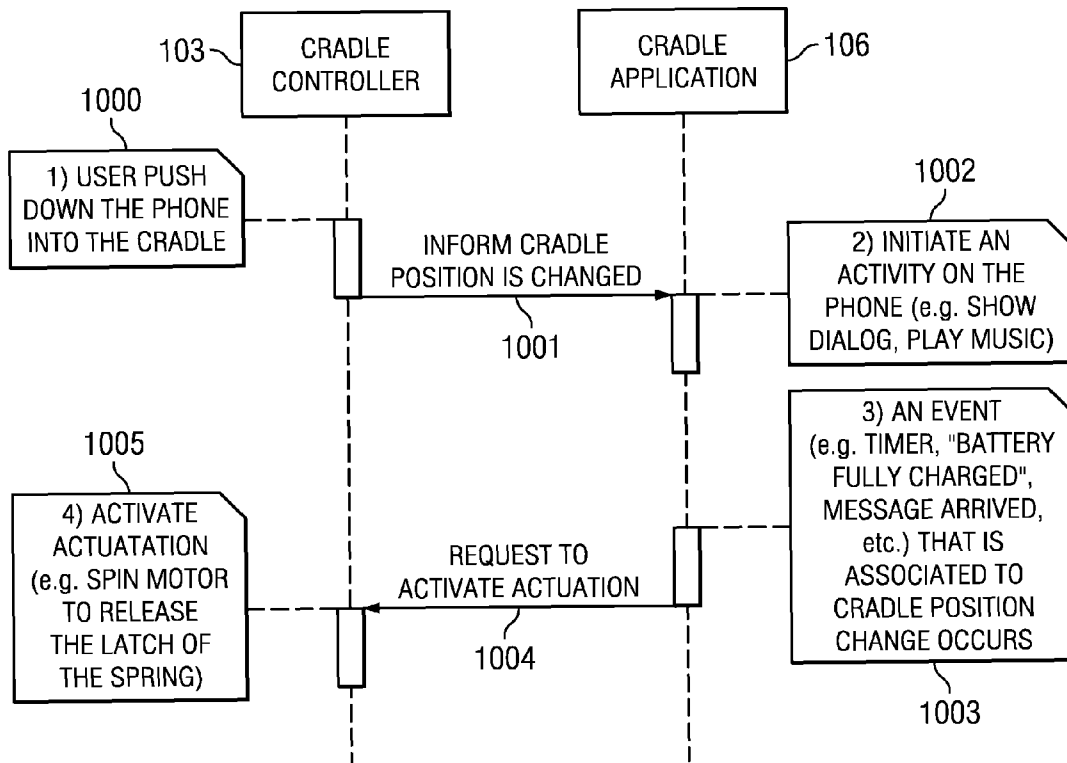 103
CRADLE
CONTROLLER
CRADLE
APPLICATION
106
1000
1) USER PUSH
DOWN THE PHONE
INTO THE CRADLE
INFORM CRADLE
POSITION IS CHANGED
1001
1002
2) INITIATE AN
ACTIVITY ON THE
PHONE (e.g. SHOW
DIALOG, PLAY MUSIC)
3) AN EVENT
(e.g. TIMER, "BATTERY
FULLY CHARGED",
MESSAGE ARRIVED,
etc.) THAT IS
ASSOCIATED TO
CRADLE POSITION
CHANGE OCCURS
1003
REQUEST TO
ACTIVATE ACTUATION
1004
1005
4) ACTIVATE
ACTUATATION
(e.g. SPIN MOTOR
TO RELEASE
THE LATCH OF
THE SPRING)